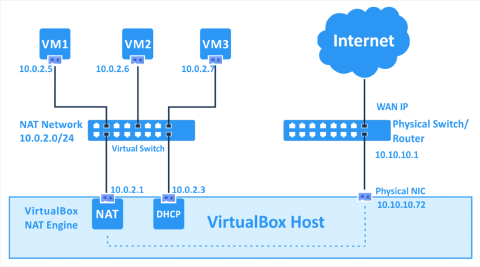 VM1
VM2
VM3
Internet
10.0.2.5
10.0.2.6
10.0.2.7
WAN IP
NAT Network
10.0.2.0/24
Virtual Switch
Physical Switch/
Router
10.10.10.1
10.0.2.1
10.0.2.3
Physical NIC
10.10.10.72
VirtualBox
NAT Engine
NAT
DHCP
VirtualBox Host